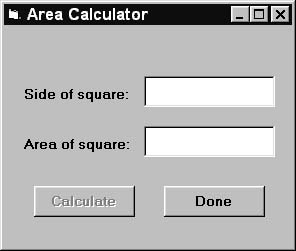 Area Calculator
Side of square:
Area of square:
Calculate Done